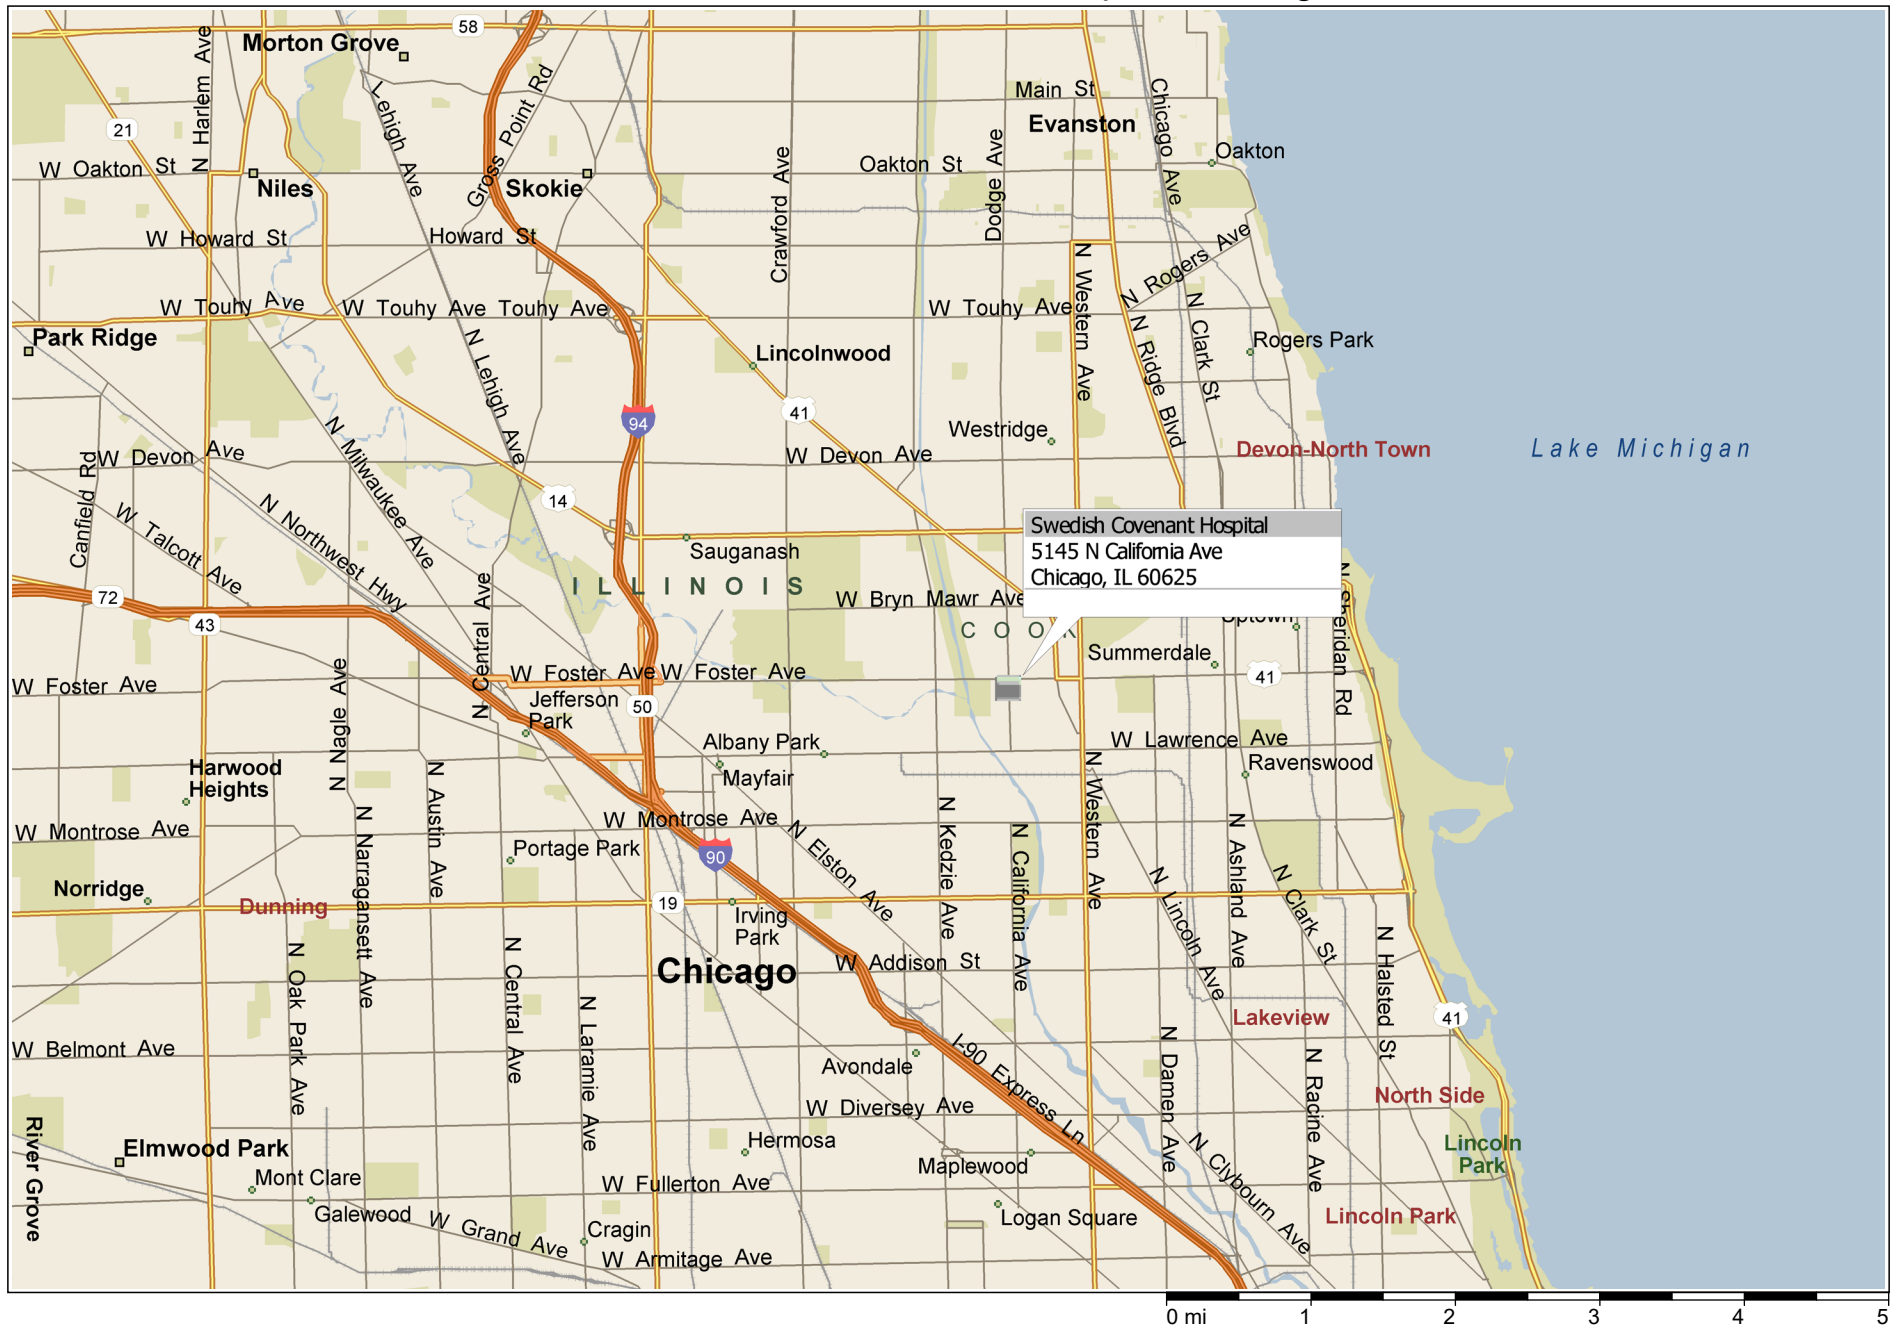 58
Morton Grove
N Harlem Ave
Gross Point Rd
Lehigh Ave
Main St
Chicago Ave
Evanston
21
W Oakton St
Niles
Skokie
Crawford Ave
Oakton St
Dodge Ave
Oakton
W Howard St
Howard St
N Western Ave
N Rogers Ave
W Touhy Ave
W Touhy Ave
Touhy Ave
W Touhy Ave
N Ridge Blvd
N Clark St
Park Ridge
N Lehigh Ave
Lincolnwood
Rogers Park
94
41
Westridge
Canfield Rd
W Devon Ave
N Milwaukee Ave
W Devon Ave
Devon-North Town
Lake Michigan
W Talcott Ave
N Northwest Hwy
14
Sauganash
Swedish Covenant Hospital
5145 N California Ave
Chicago, IL 60625
ILLINOIS
72
43
N Central Ave
W Bryn Mawr Ave
COOK
Uptown
N Sheridan Rd
Summerdale
W Foster Ave
N Nagle Ave
W Foster Ave
W Foster Ave
41
Jefferson
Park
50
Albany Park
W Lawrence Ave
Harwood
Heights
N Austin Ave
Mayfair
N Western Ave
Ravenswood
W Montrose Ave
N Narragansett Ave
W Montrose Ave
N Elston Ave
N Kedzie Ave
N California Ave
N Ashland Ave
Portage Park
90
N Lincoln Ave
N Clark St
Norridge
Dunning
19
Irving
Park
N Oak Park Ave
N Central Ave
Chicago
W Addison St
N Halsted St
N Laramie Ave
Lakeview
41
W Belmont Ave
I-90 Express Ln
N Damen Ave
N Racine Ave
Avondale
North Side
W Diversey Ave
River Grove
Elmwood Park
Hermosa
N Clybourn Ave
Lincoln
Park
Maplewood
Mont Clare
W Fullerton Ave
Galewood
W Grand Ave
Cragin
Logan Square
Lincoln Park
W Armitage Ave
0 mi 1 2 3 4 5